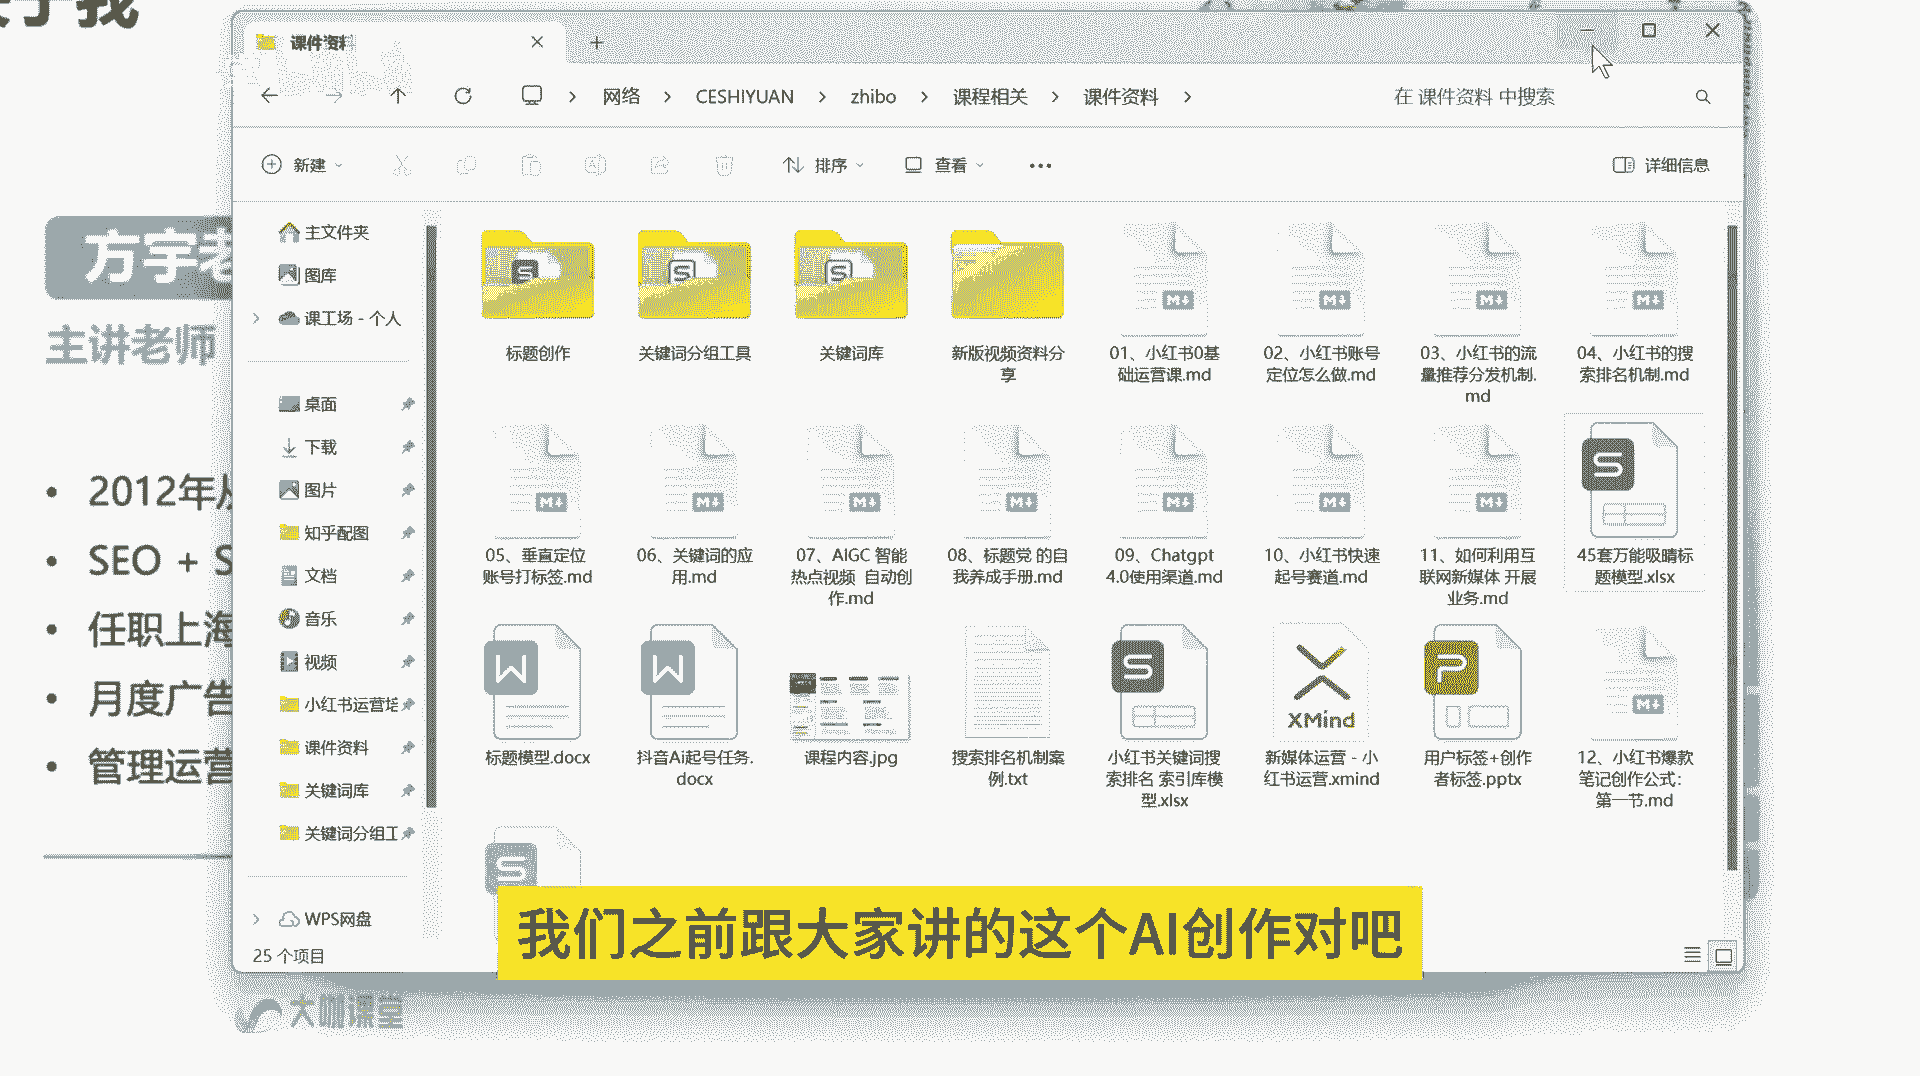 课件资料
网络
CESHIYUAN
zhibo
课程相关
课件资料
在 课件资料 中搜索
新建
排序
查看
详细信息
方宇老
主讲老师
2012年从
SEO + S
任职上海
月度广告
管理运营
主文件夹
图库
课工场 - 个人
桌面
下载
图片
知乎配图
文档
音乐
视频
小红书运营培
课件资料
关键词库
关键词分组工
WPS网盘
25 个项目
标题创作
关键词分组工具
关键词库
新版视频资料分
享
01、小红书0基
础运营课.md
02、小红书账号
定位怎么做.md
03、小红书的流
量推荐分发机制.
md
04、小红书的搜
索排名机制.md
05、垂直定位
账号打标签.md
06、关键词的应
用.md
07、AIGC 智能
热点视频 自动创
作.md
08、标题党 的自
我养成手册.md
09、Chatgpt
4.0使用渠道.md
10、小红书快速
起号赛道.md
11、如何利用互
联网新媒体 开展
业务.md
45套万能吸睛标
题模型.xlsx
标题模型.docx
抖音Ai起号任务.
docx
课程内容.jpg
搜索排名机制案
例.txt
小红书关键词搜
索排名 索引库模
型.xlsx
XMind
新媒体运营 - 小
红书运营.xmind
用户标签+创作
者标签.pptx
12、小红书爆款
笔记创作公式：
第一节.md
我们之前跟大家讲的这个AI创作对吧
大咖课堂